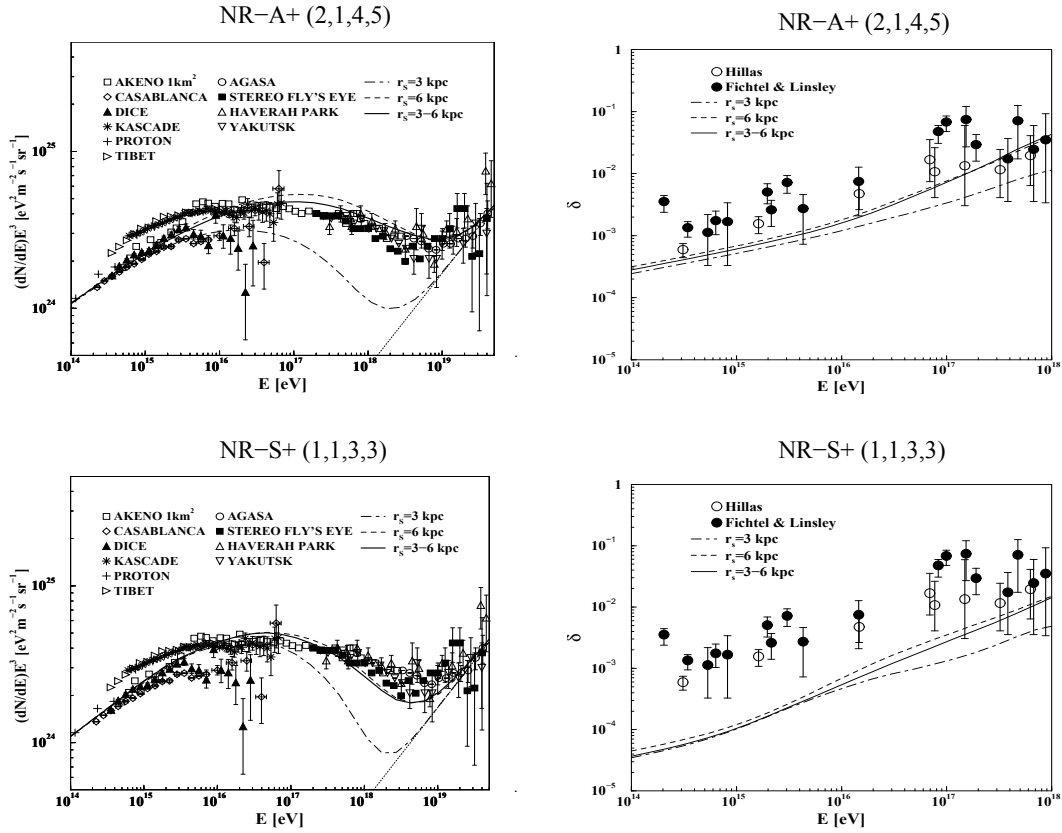 NR−A+ (2,1,4,5)
NR−A+ (2,1,4,5)
AKENO 1km²
CASABLANCA
DICE
KASCADE
PROTON
TIBET
AGASA
STEREO FLY'S EYE
HAVERAH PARK
YAKUTSK
r_S=3 kpc
r_S=6 kpc
r_S=3−6 kpc
(dN/dE)E³ [eV² m⁻² s⁻¹ sr⁻¹]
10²⁵
10²⁴
10¹⁴ 10¹⁵ 10¹⁶ 10¹⁷ 10¹⁸ 10¹⁹
E [eV]
Hillas
Fichtel & Linsley
r_s=3 kpc
r_s=6 kpc
r_s=3−6 kpc
δ
1
10⁻¹
10⁻²
10⁻³
10⁻⁴
10⁻⁵
10¹⁴ 10¹⁵ 10¹⁶ 10¹⁷ 10¹⁸
E [eV]
NR−S+ (1,1,3,3)
NR−S+ (1,1,3,3)
AKENO 1km²
CASABLANCA
DICE
KASCADE
PROTON
TIBET
AGASA
STEREO FLY'S EYE
HAVERAH PARK
YAKUTSK
r_S=3 kpc
r_S=6 kpc
r_S=3−6 kpc
(dN/dE)E³ [eV² m⁻² s⁻¹ sr⁻¹]
10²⁵
10²⁴
10¹⁴ 10¹⁵ 10¹⁶ 10¹⁷ 10¹⁸ 10¹⁹
E [eV]
Hillas
Fichtel & Linsley
r_s=3 kpc
r_s=6 kpc
r_s=3−6 kpc
δ
1
10⁻¹
10⁻²
10⁻³
10⁻⁴
10⁻⁵
10¹⁴ 10¹⁵ 10¹⁶ 10¹⁷ 10¹⁸
E [eV]